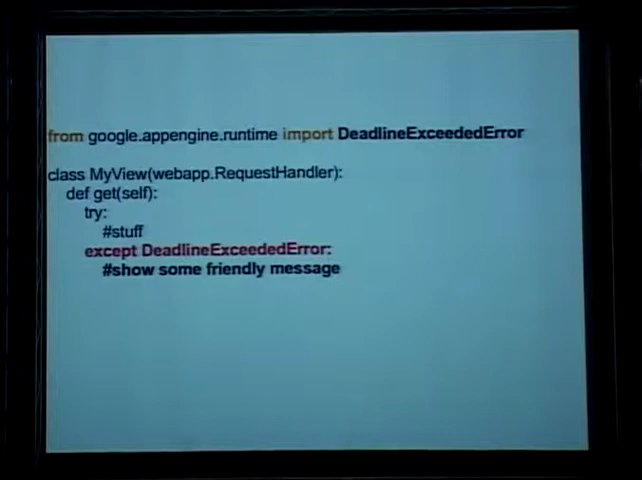 from google.appengine.runtime import DeadlineExceededError
class MyView(webapp.RequestHandler):
def get(self):
try:
#stuff
except DeadlineExceededError:
#show some friendly message